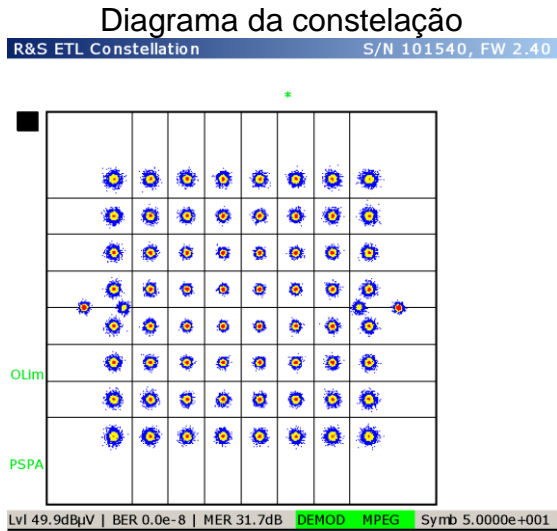 Diagrama da constelação
R&S ETL Constellation S/N 101540, FW 2.40
*
OLIm
PSPA
Lvl 49.9dBµV | BER 0.0e-8 | MER 31.7dB DEMOD MPEG Symb 5.0000e+001